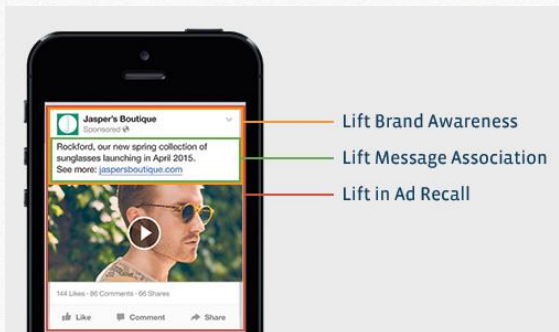 Jasper's Boutique
Sponsored
Rockford, our new spring collection of
sunglasses launching in April 2015.
See more: jaspersboutique.com
144 Likes · 86 Comments · 66 Shares
Like Comment Share
Lift Brand Awareness
Lift Message Association
Lift in Ad Recall